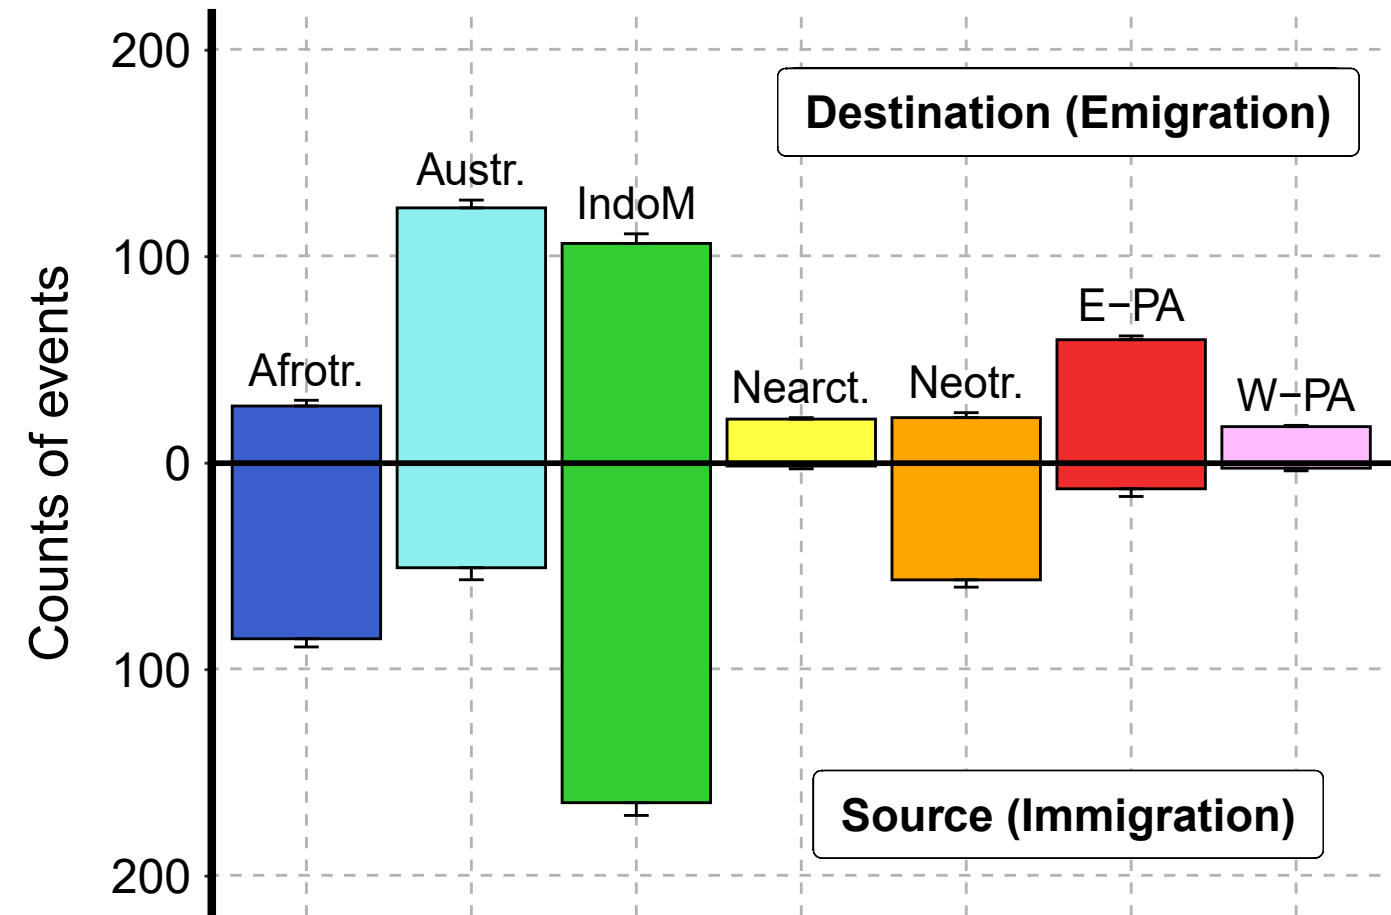 200
Destination (Emigration)
Austr.
IndoM
100
E−PA
Afrotr.
Nearct.
Neotr.
W−PA
Counts of events
0
100
Source (Immigration)
200